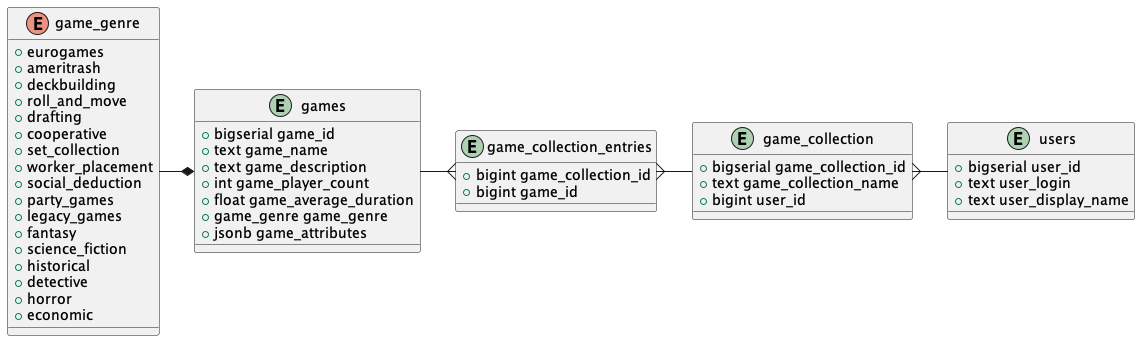 E game_genre
eurogames
ameritrash
deckbuilding
roll_and_move
drafting
cooperative
set_collection
worker_placement
social_deduction
party_games
legacy_games
fantasy
science_fiction
historical
detective
horror
economic
E games
bigserial game_id
text game_name
text game_description
int game_player_count
float game_average_duration
game_genre game_genre
jsonb game_attributes
E game_collection_entries
bigint game_collection_id
bigint game_id
E game_collection
bigserial game_collection_id
text game_collection_name
bigint user_id
E users
bigserial user_id
text user_login
text user_display_name